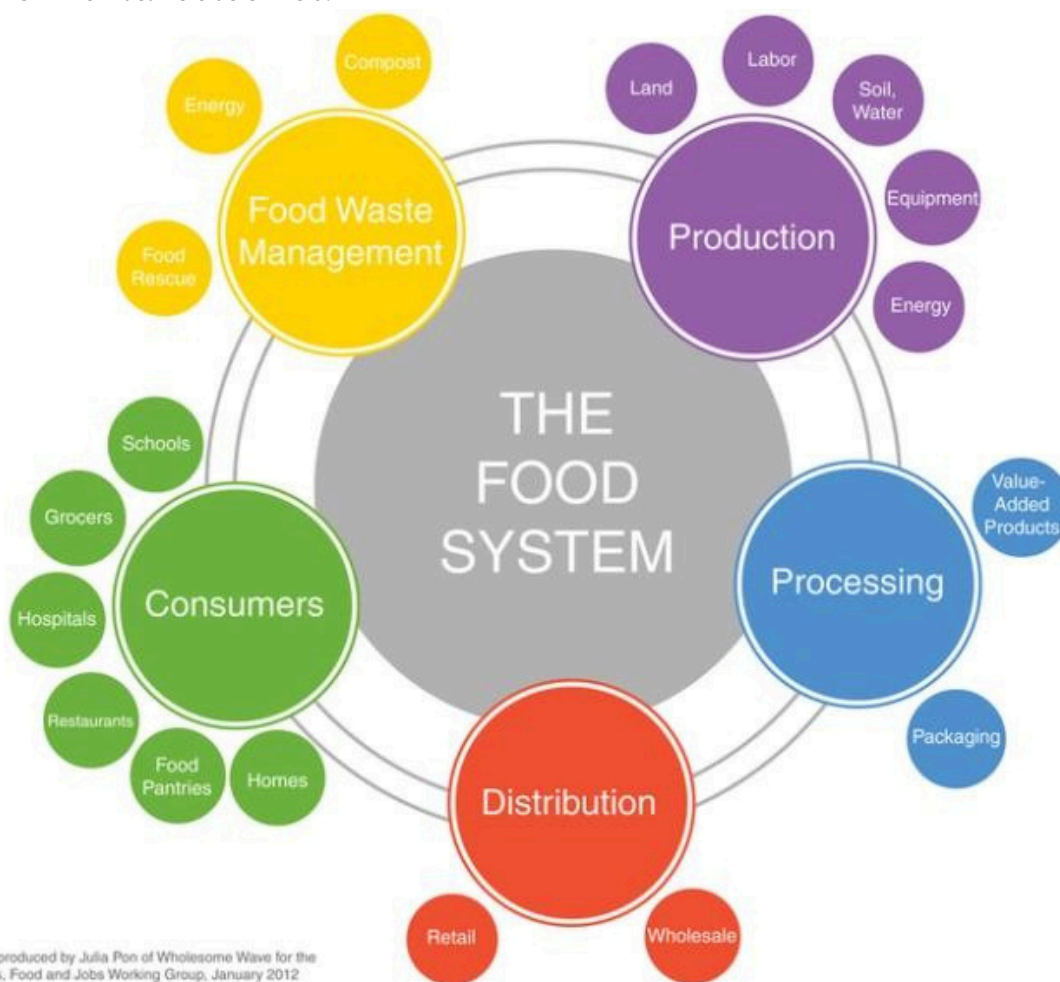 Compost
Energy
Food Waste
Management
Food
Rescue
Land
Labor
Soil,
Water
Equipment
Energy
Production
THE
FOOD
SYSTEM
Schools
Grocers
Hospitals
Restaurants
Food
Pantries
Homes
Consumers
Value-
Added
Products
Processing
Packaging
Distribution
Retail
Wholesale
produced by Julia Pon of Wholesome Wave for the
, Food and Jobs Working Group, January 2012